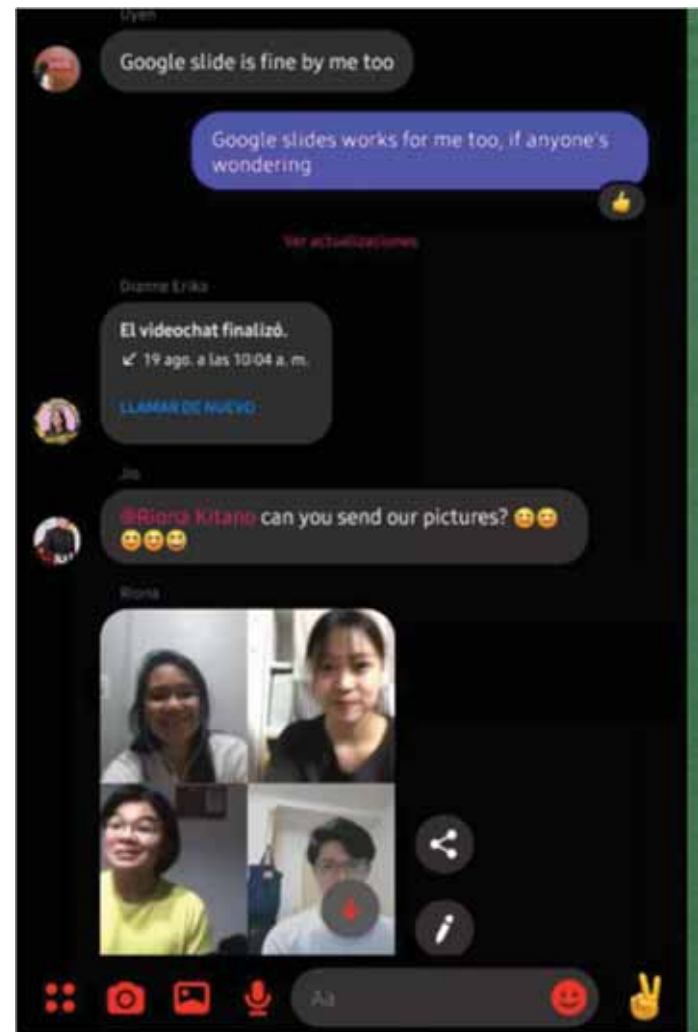 Uyen
Google slide is fine by me too
Google slides works for me too, if anyone's
wondering
Ver actualizaciones
Dianne Erika
El videochat finalizó.
19 ago. a las 10:04 a. m.
LLAMAR DE NUEVO
Jio
@Riona Kitano can you send our pictures? 😊😊
😊😊😅
Riona
Aa